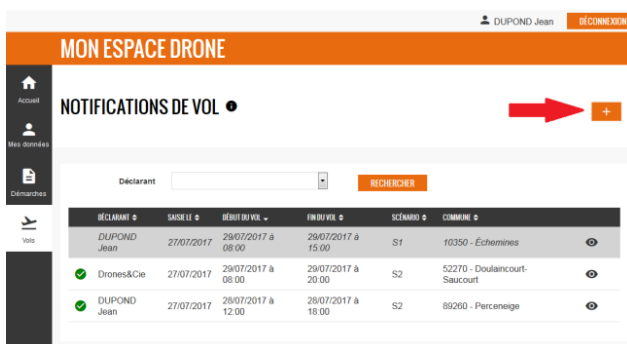 DUPOND Jean
DÉCONNEXION
MON ESPACE DRONE
Accueil
NOTIFICATIONS DE VOL
+
Mes données
Démarches
Déclarant
RECHERCHER
Vols
DÉCLARANT SAISIE LE DÉBUT DU VOL FIN DU VOL SCÉNARIO COMMUNE
DUPOND Jean 27/07/2017 29/07/2017 à 08:00 29/07/2017 à 15:00 S1 10350 - Échemines
Drones&Cie 27/07/2017 29/07/2017 à 08:00 29/07/2017 à 20:00 S2 52270 - Doulaincourt-Saucourt
DUPOND Jean 27/07/2017 28/07/2017 à 12:00 28/07/2017 à 18:00 S2 89260 - Perceneige